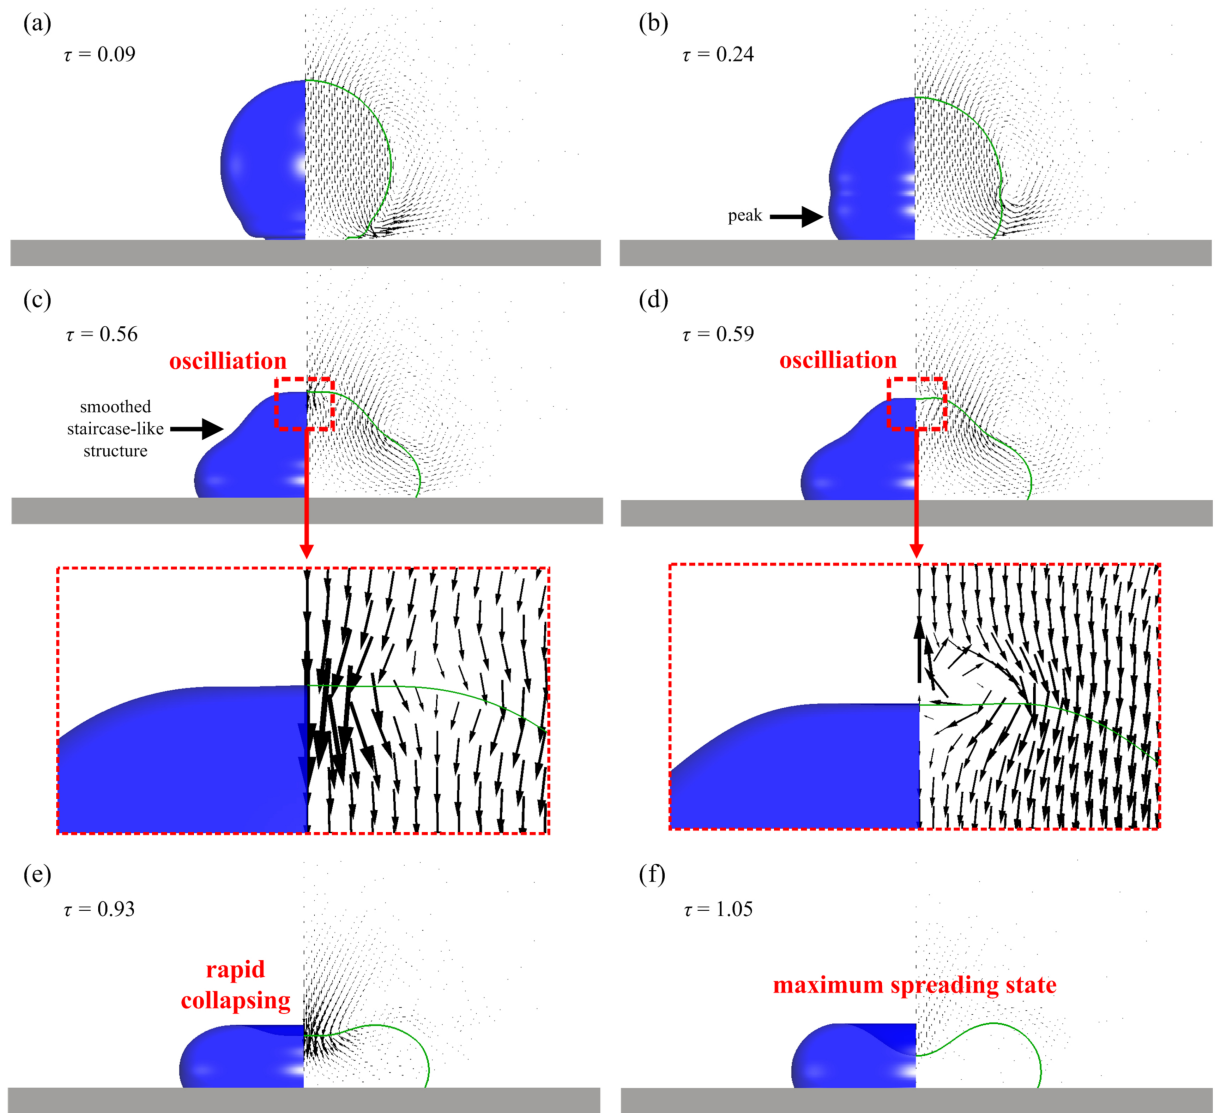 (a)
τ = 0.09
(b)
τ = 0.24
peak
(c)
τ = 0.56
oscilliation
smoothed
staircase-like
structure
(d)
τ = 0.59
oscilliation
(e)
τ = 0.93
rapid
collapsing
(f)
τ = 1.05
maximum spreading state